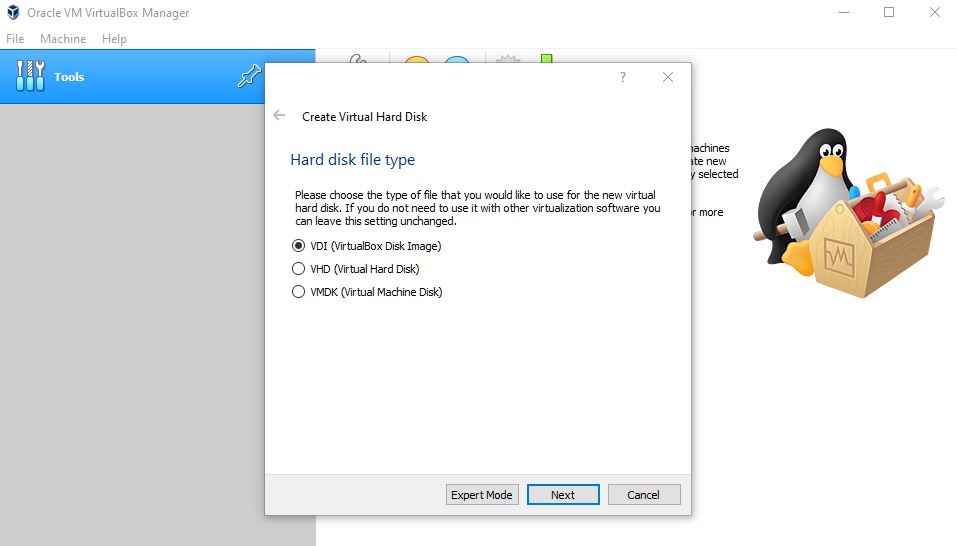 Oracle VM VirtualBox Manager
File Machine Help
Tools
?
Create Virtual Hard Disk
Hard disk file type
Please choose the type of file that you would like to use for the new virtual
hard disk. If you do not need to use it with other virtualization software you
can leave this setting unchanged.
VDI (VirtualBox Disk Image)
VHD (Virtual Hard Disk)
VMDK (Virtual Machine Disk)
Expert Mode Next Cancel
new
selected
or more